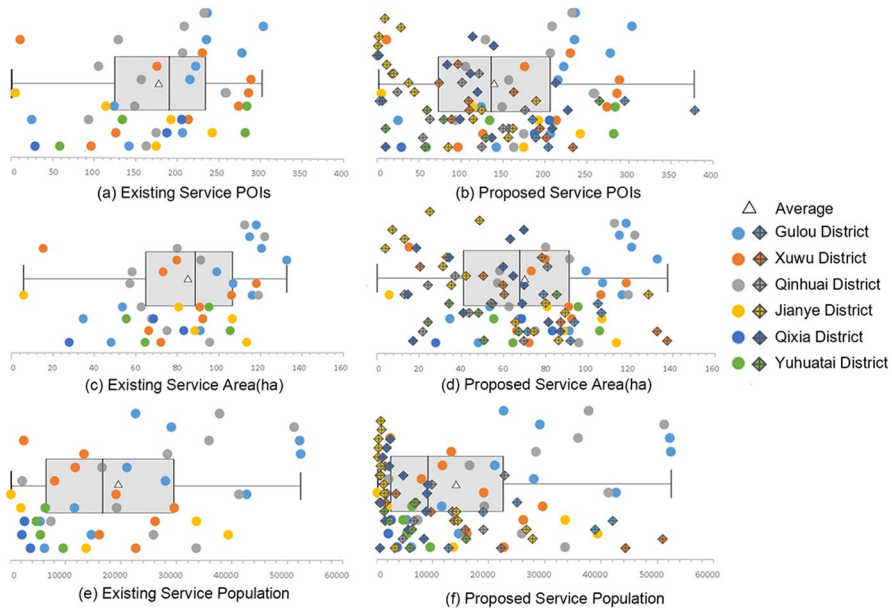 0 50 100 150 200 250 300 350 400
(a) Existing Service POIs
0 50 100 150 200 250 300 350 400
(b) Proposed Service POIs
Average
Gulou District
Xuwu District
Qinhuai District
Jianye District
Qixia District
Yuhuatai District
0 20 40 60 80 100 120 140 160
(c) Existing Service Area(ha)
0 20 40 60 80 100 120 140 160
(d) Proposed Service Area(ha)
0 10000 20000 30000 40000 50000 60000
(e) Existing Service Population
0 10000 20000 30000 40000 50000 60000
(f) Proposed Service Population